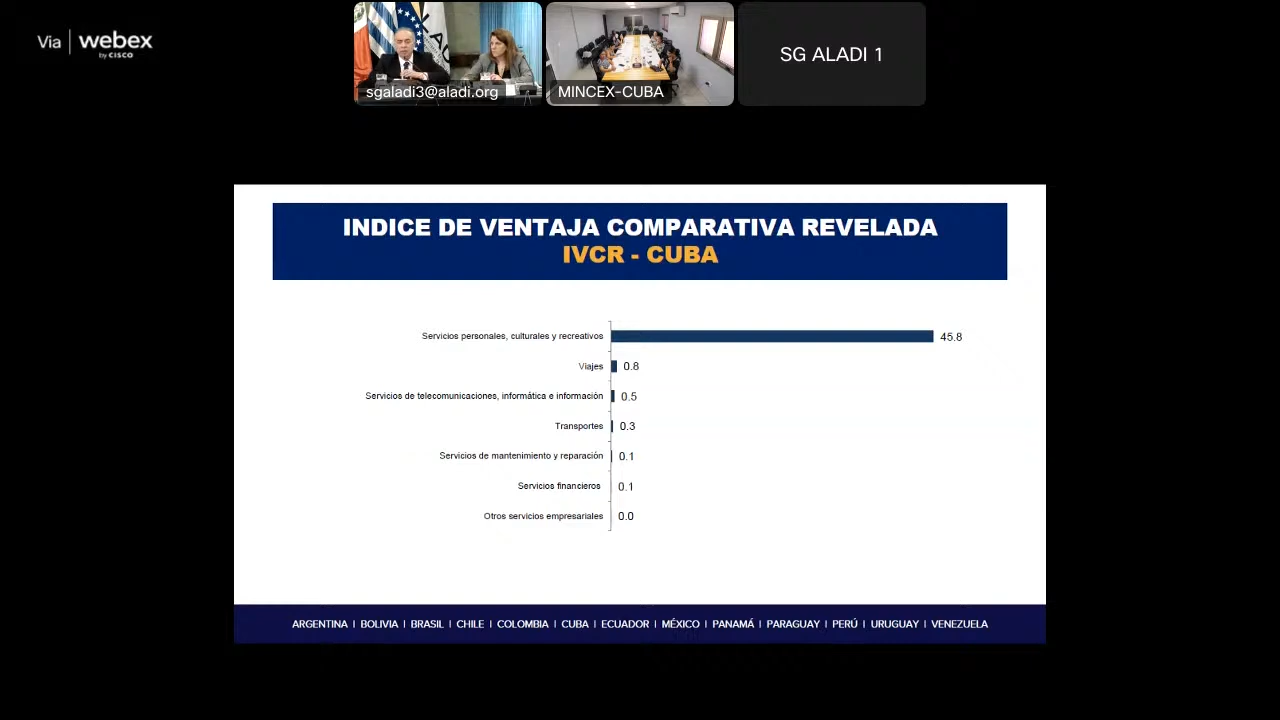 Via | webex
by CISCO
sgaladi3@aladi.org
MINCEX-CUBA
SG ALADI 1
INDICE DE VENTAJA COMPARATIVA REVELADA
IVCR - CUBA
Servicios personales, culturales y recreativos 45.8
Viajes 0.8
Servicios de telecomunicaciones, informática e información 0.5
Transportes 0.3
Servicios de mantenimiento y reparación 0.1
Servicios financieros 0.1
Otros servicios empresariales 0.0
ARGENTINA | BOLIVIA | BRASIL | CHILE | COLOMBIA | CUBA | ECUADOR | MÉXICO | PANAMÁ | PARAGUAY | PERÚ | URUGUAY | VENEZUELA